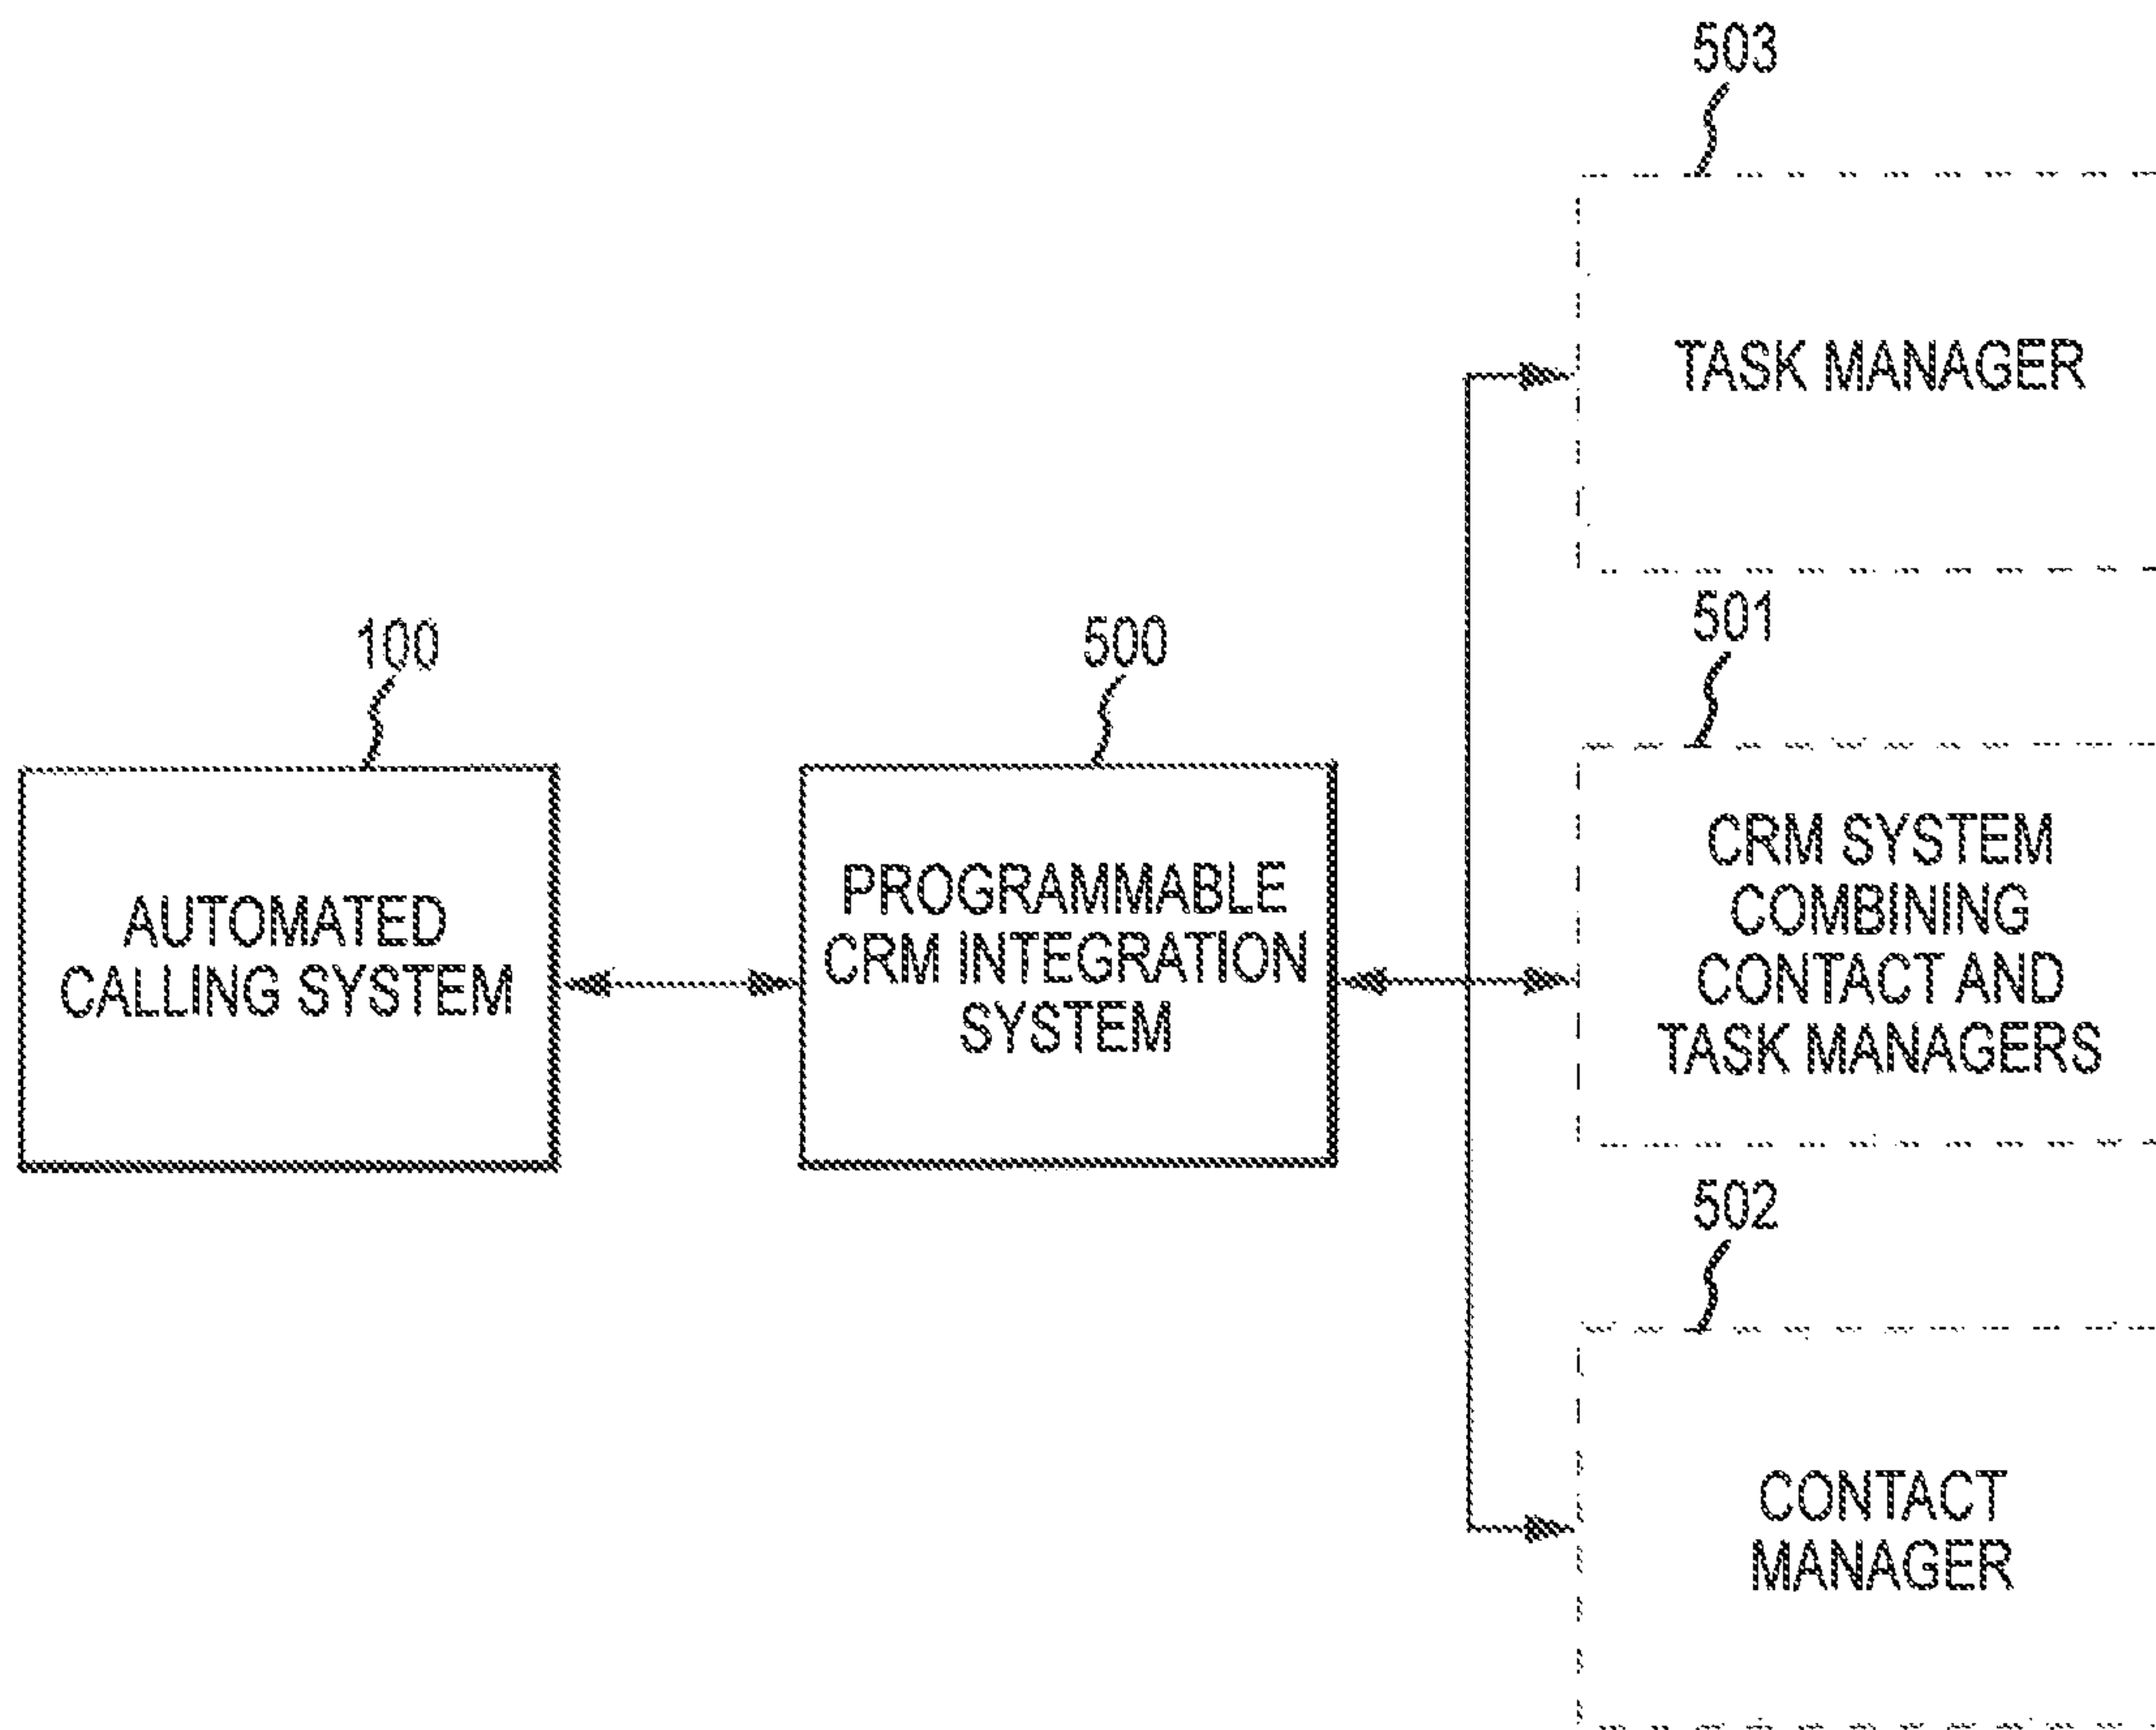 503
TASK MANAGER
501
100
500
CRM SYSTEM
COMBINING
CONTACT AND
TASK MANAGERS
PROGRAMMABLE
CRM INTEGRATION
SYSTEM
AUTOMATED
CALLING SYSTEM
502
CONTACT
MANAGER